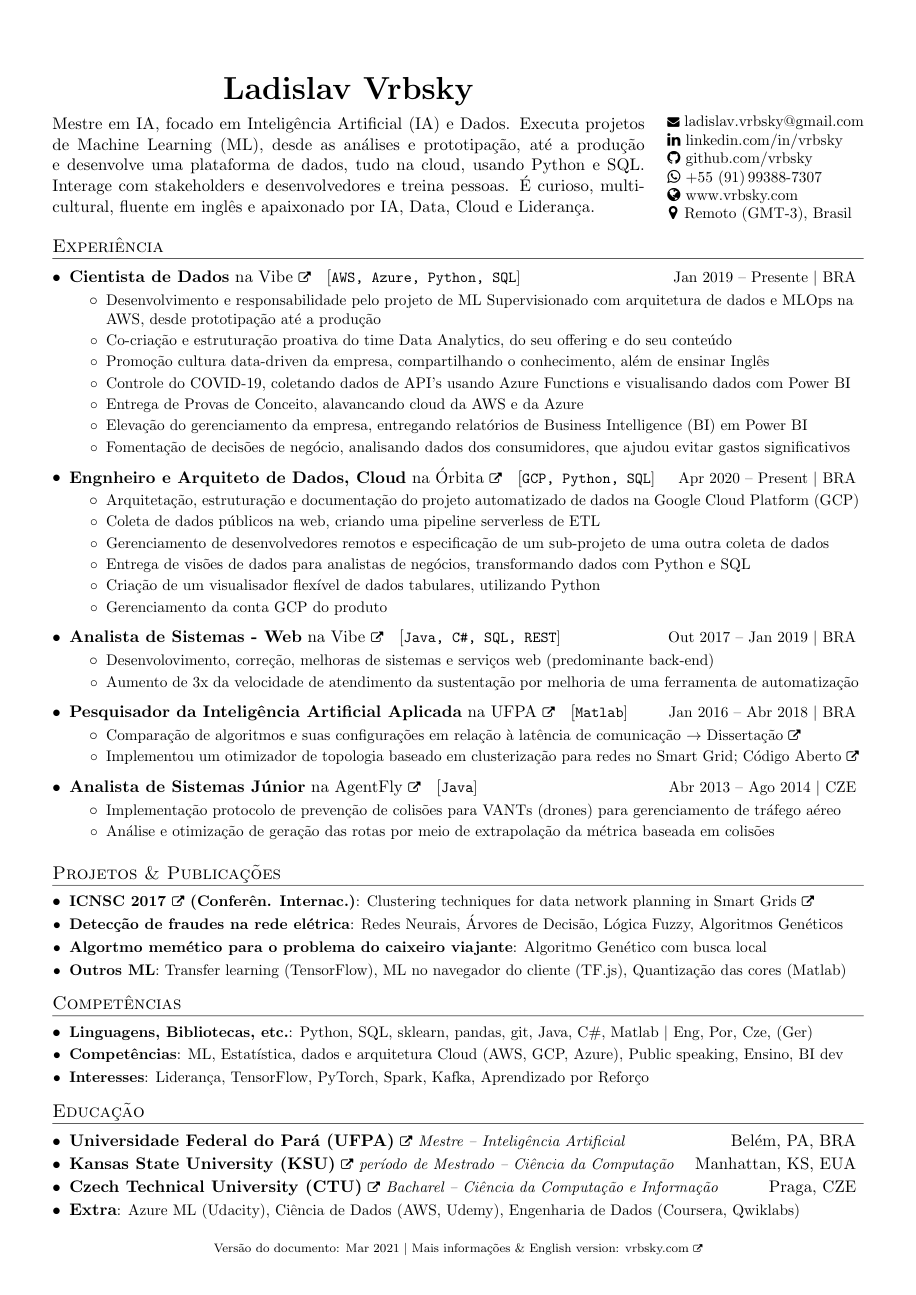 Ladislav Vrbsky
Mestre em IA, focado em Inteligência Artificial (IA) e Dados. Executa projetos
de Machine Learning (ML), desde as análises e prototipação, até a produção
e desenvolve uma plataforma de dados, tudo na cloud, usando Python e SQL.
Interage com stakeholders e desenvolvedores e treina pessoas. É curioso, multi-
cultural, fluente em inglês e apaixonado por IA, Data, Cloud e Liderança.
ladislav.vrbsky@gmail.com
linkedin.com/in/vrbsky
github.com/vrbsky
+55 (91) 99388-7307
www.vrbsky.com
Remoto (GMT-3), Brasil
Experiência
• Cientista de Dados na Vibe [AWS, Azure, Python, SQL] Jan 2019 – Presente | BRA
◦ Desenvolvimento e responsabilidade pelo projeto de ML Supervisionado com arquitetura de dados e MLOps na
AWS, desde prototipação até a produção
◦ Co-criação e estruturação proativa do time Data Analytics, do seu offering e do seu conteúdo
◦ Promoção cultura data-driven da empresa, compartilhando o conhecimento, além de ensinar Inglês
◦ Controle do COVID-19, coletando dados de API's usando Azure Functions e visualisando dados com Power BI
◦ Entrega de Provas de Conceito, alavancando cloud da AWS e da Azure
◦ Elevação do gerenciamento da empresa, entregando relatórios de Business Intelligence (BI) em Power BI
◦ Fomentação de decisões de negócio, analisando dados dos consumidores, que ajudou evitar gastos significativos
• Engnheiro e Arquiteto de Dados, Cloud na Órbita [GCP, Python, SQL] Apr 2020 – Present | BRA
◦ Arquitetação, estruturação e documentação do projeto automatizado de dados na Google Cloud Platform (GCP)
◦ Coleta de dados públicos na web, criando uma pipeline serverless de ETL
◦ Gerenciamento de desenvolvedores remotos e especificação de um sub-projeto de uma outra coleta de dados
◦ Entrega de visões de dados para analistas de negócios, transformando dados com Python e SQL
◦ Criação de um visualisador flexível de dados tabulares, utilizando Python
◦ Gerenciamento da conta GCP do produto
• Analista de Sistemas - Web na Vibe [Java, C#, SQL, REST] Out 2017 – Jan 2019 | BRA
◦ Desenvolovimento, correção, melhoras de sistemas e serviços web (predominante back-end)
◦ Aumento de 3x da velocidade de atendimento da sustentação por melhoria de uma ferramenta de automatização
• Pesquisador da Inteligência Artificial Aplicada na UFPA [Matlab] Jan 2016 – Abr 2018 | BRA
◦ Comparação de algoritmos e suas configurações em relação à latência de comunicação → Dissertação
◦ Implementou um otimizador de topologia baseado em clusterização para redes no Smart Grid; Código Aberto
• Analista de Sistemas Júnior na AgentFly [Java] Abr 2013 – Ago 2014 | CZE
◦ Implementação protocolo de prevenção de colisões para VANTs (drones) para gerenciamento de tráfego aéreo
◦ Análise e otimização de geração das rotas por meio de extrapolação da métrica baseada em colisões
Projetos & Publicações
• ICNSC 2017 (Conferên. Internac.): Clustering techniques for data network planning in Smart Grids
• Detecção de fraudes na rede elétrica: Redes Neurais, Árvores de Decisão, Lógica Fuzzy, Algoritmos Genéticos
• Algortmo memético para o problema do caixeiro viajante: Algoritmo Genético com busca local
• Outros ML: Transfer learning (TensorFlow), ML no navegador do cliente (TF.js), Quantização das cores (Matlab)
Competências
• Linguagens, Bibliotecas, etc.: Python, SQL, sklearn, pandas, git, Java, C#, Matlab | Eng, Por, Cze, (Ger)
• Competências: ML, Estatística, dados e arquitetura Cloud (AWS, GCP, Azure), Public speaking, Ensino, BI dev
• Interesses: Liderança, TensorFlow, PyTorch, Spark, Kafka, Aprendizado por Reforço
Educação
• Universidade Federal do Pará (UFPA) Mestre – Inteligência Artificial Belém, PA, BRA
• Kansas State University (KSU) período de Mestrado – Ciência da Computação Manhattan, KS, EUA
• Czech Technical University (CTU) Bacharel – Ciência da Computação e Informação Praga, CZE
• Extra: Azure ML (Udacity), Ciência de Dados (AWS, Udemy), Engenharia de Dados (Coursera, Qwiklabs)
Versão do documento: Mar 2021 | Mais informações & English version: vrbsky.com